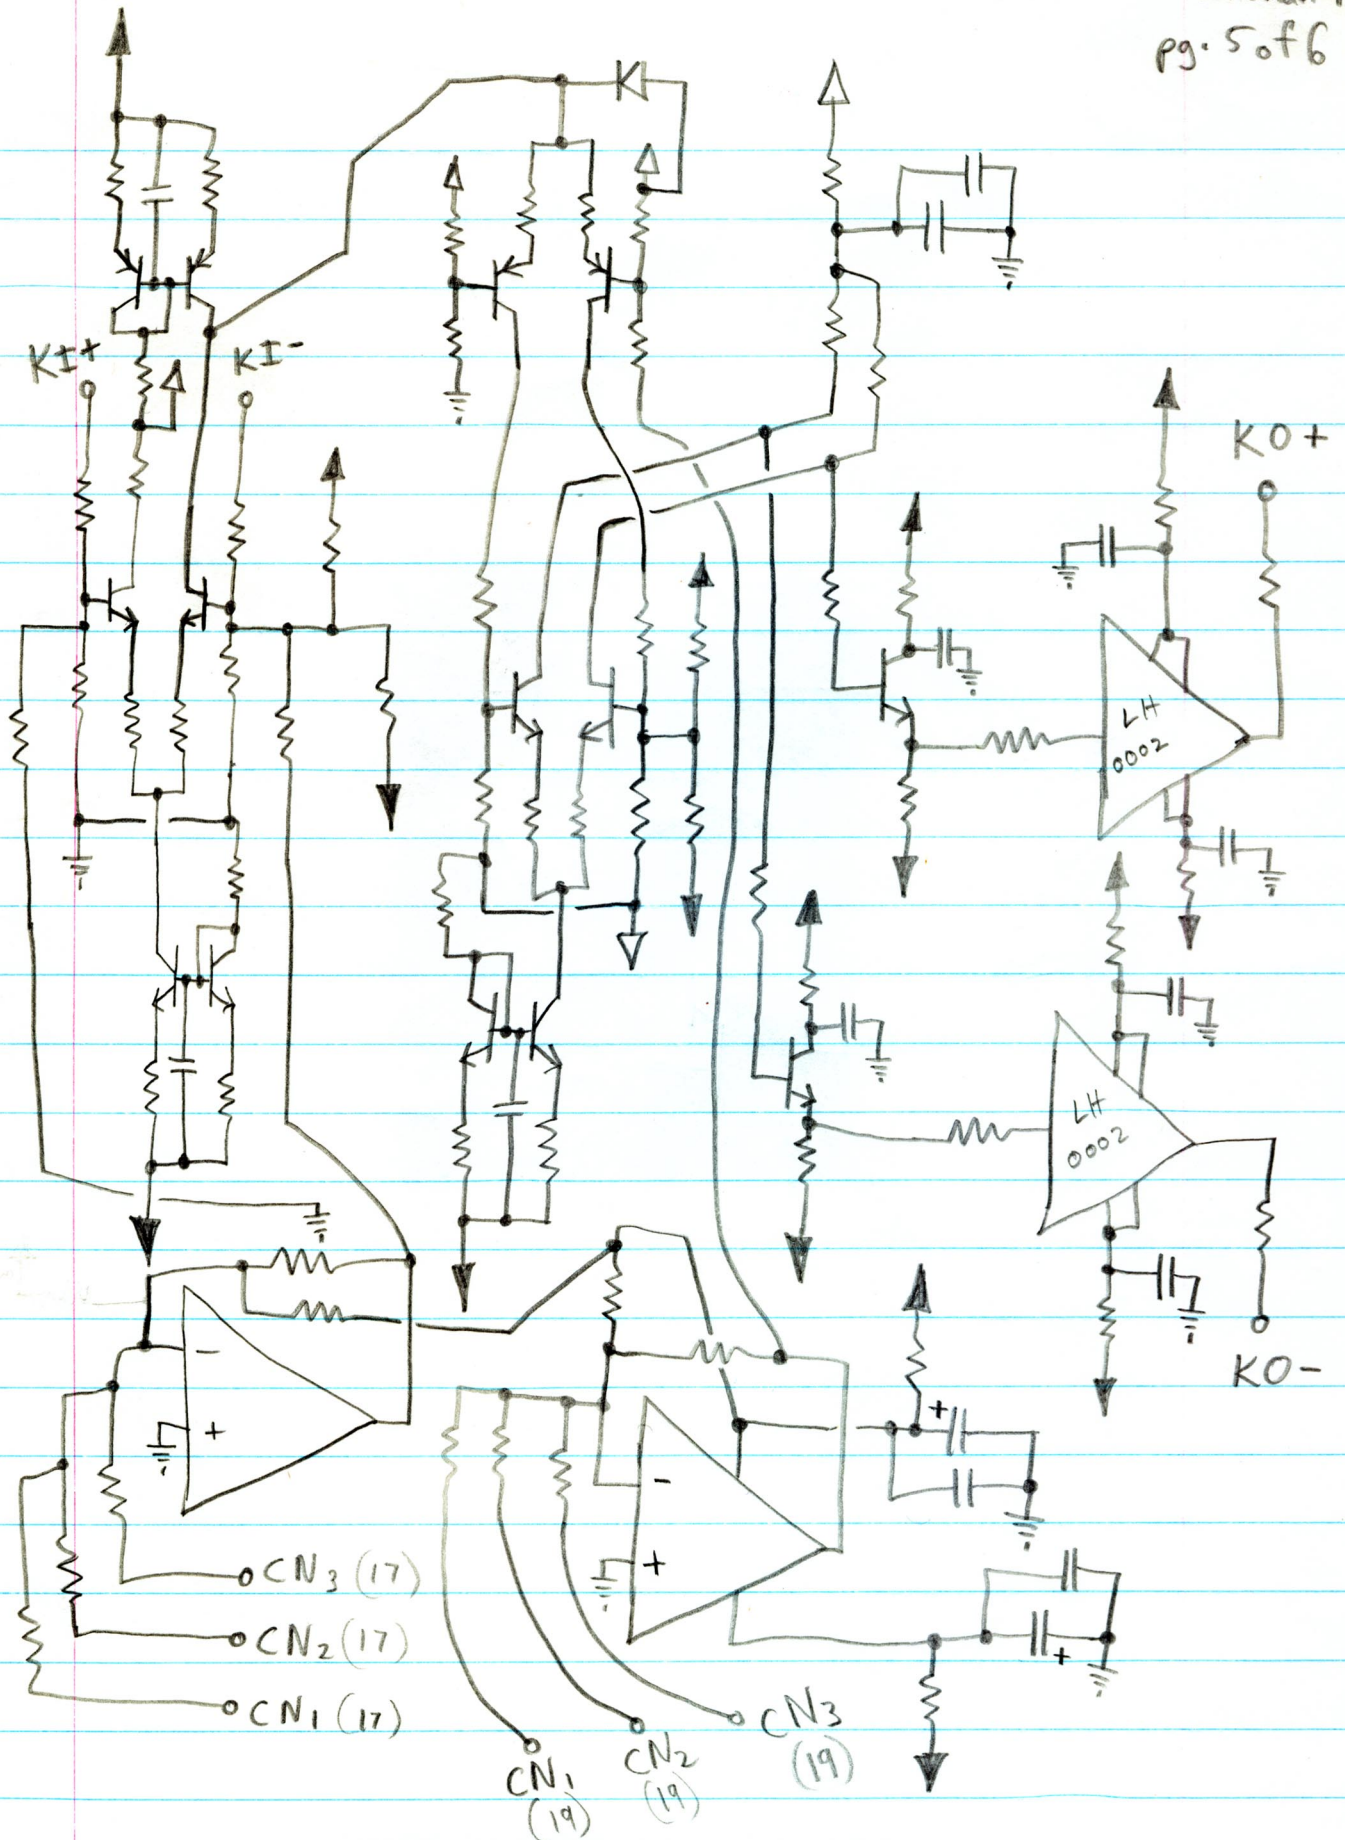 pg. 5 of 6
KI+
KI-
KO+
LH
0002
LH
0002
KO-
CN3 (17)
CN2 (17)
CN1 (17)
CN1
(19)
CN2
(19)
CN3
(19)